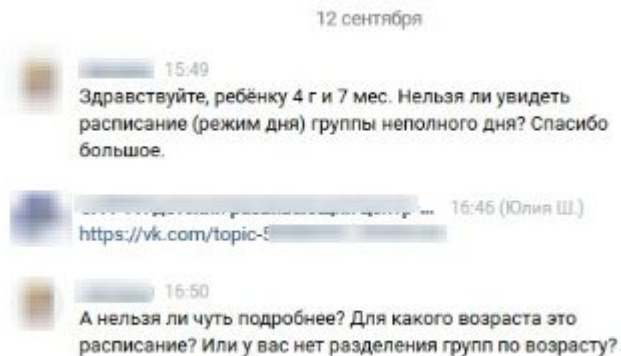 12 сентября
15:49
Здравствуйте, ребёнку 4 г и 7 мес. Нельзя ли увидеть
расписание (режим дня) группы неполного дня? Спасибо
большое.
16:46 (Юлия Ш.)
https://vk.com/topic-5
16:50
А нельзя ли чуть подробнее? Для какого возраста это
расписание? Или у вас нет разделения групп по возрасту?